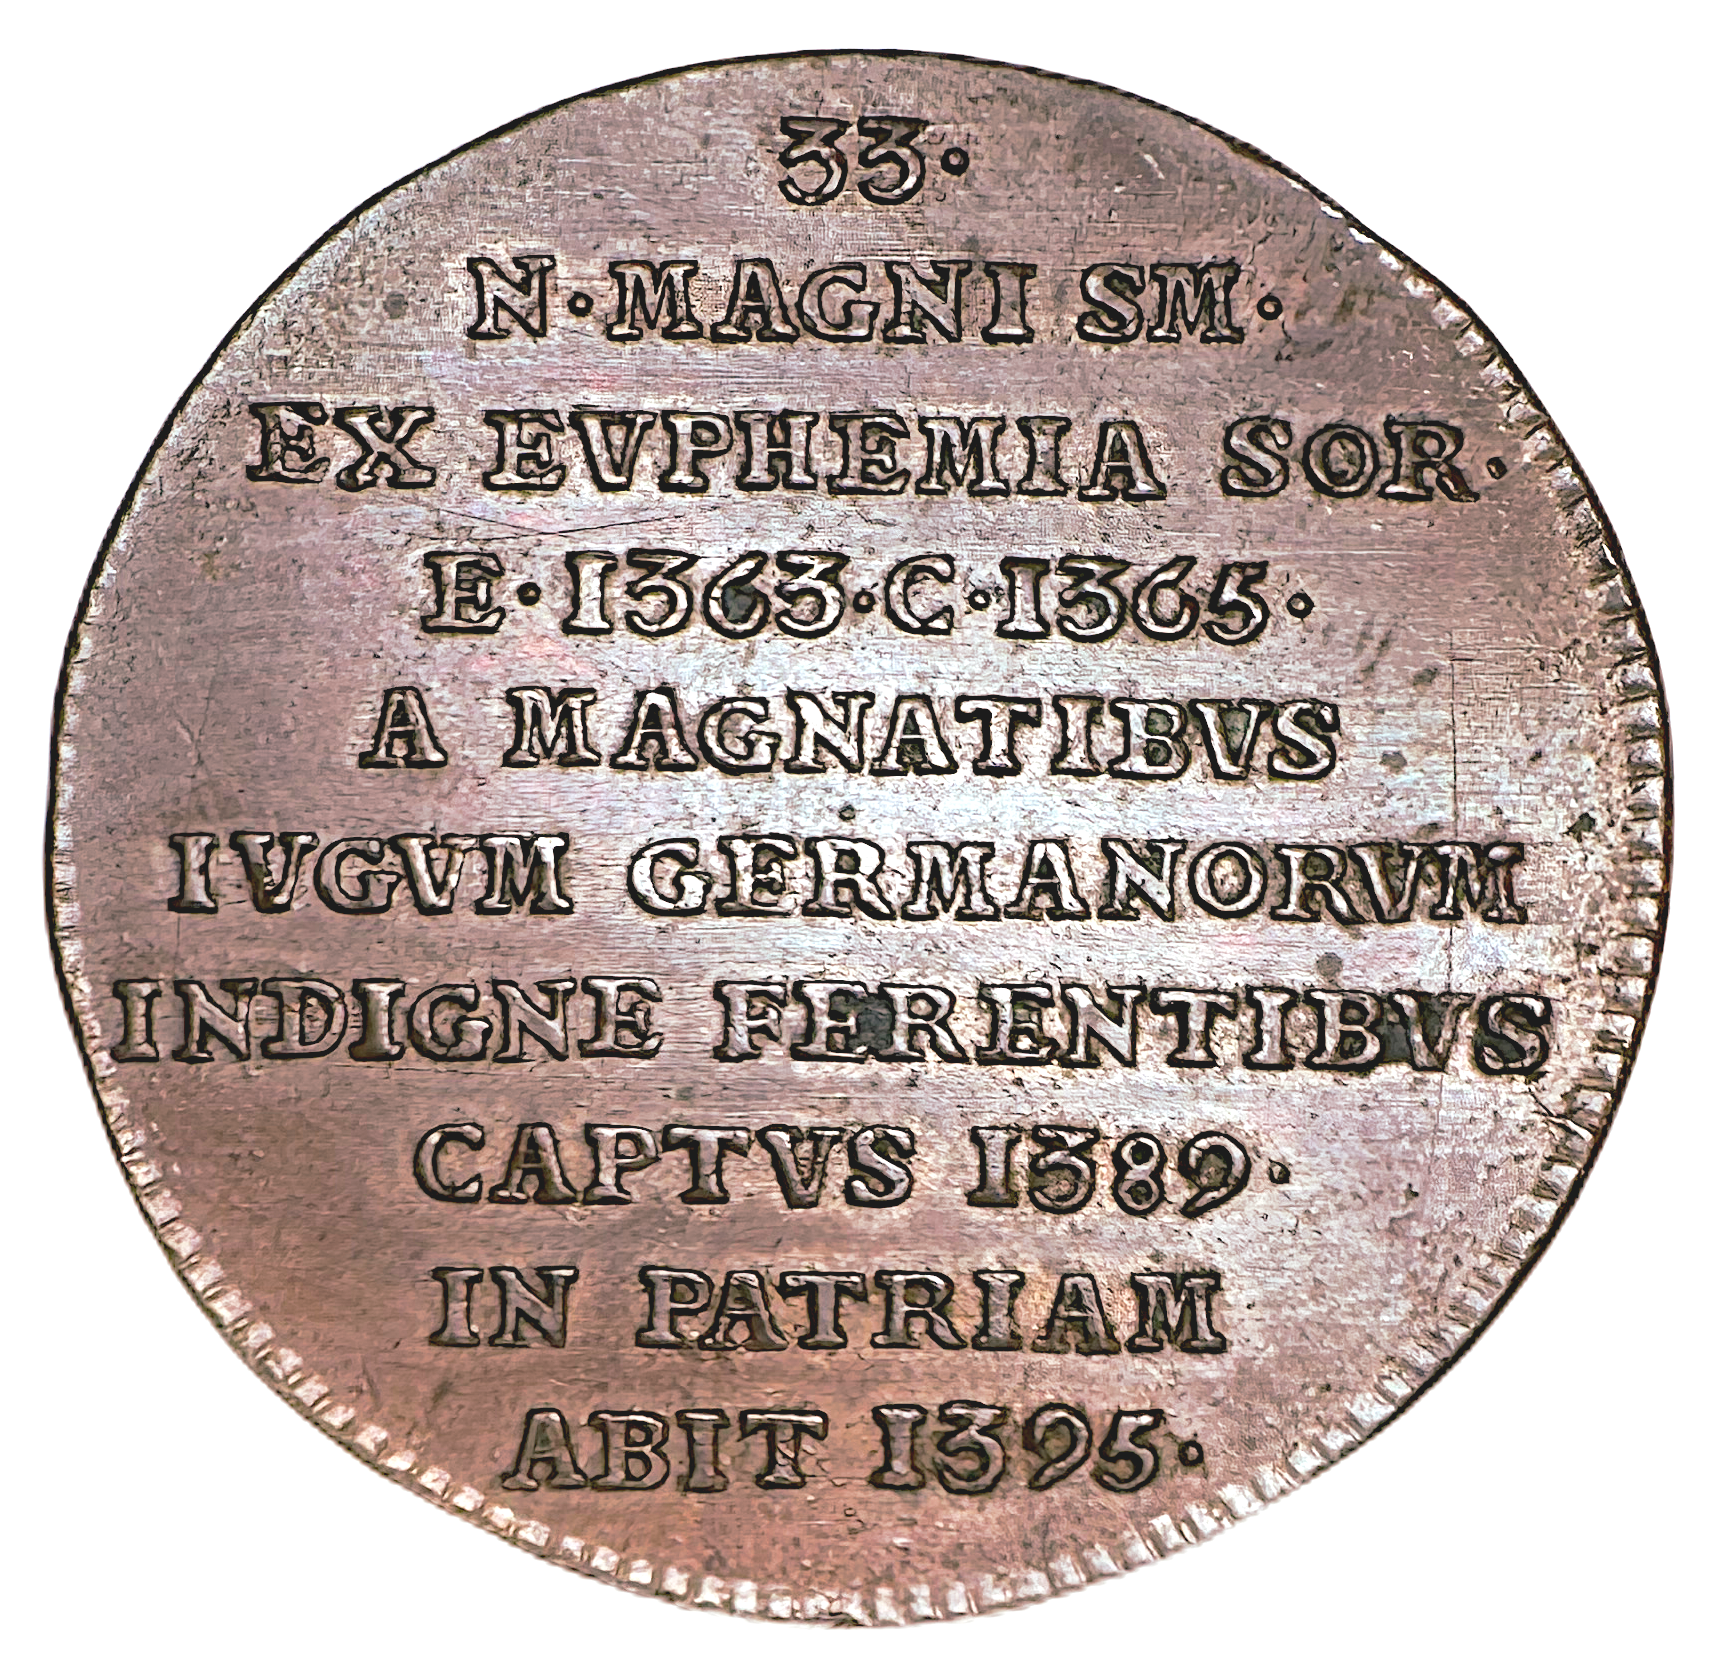 33·
N·MAGNI SM·
EX EVPHEMIA SOR·
E·1363·C·1365·
A MAGNATIBVS
IVGVM GERMANORVM
INDIGNE FERENTIBVS
CAPTVS 1389·
IN PATRIAM
ABIT 1395·